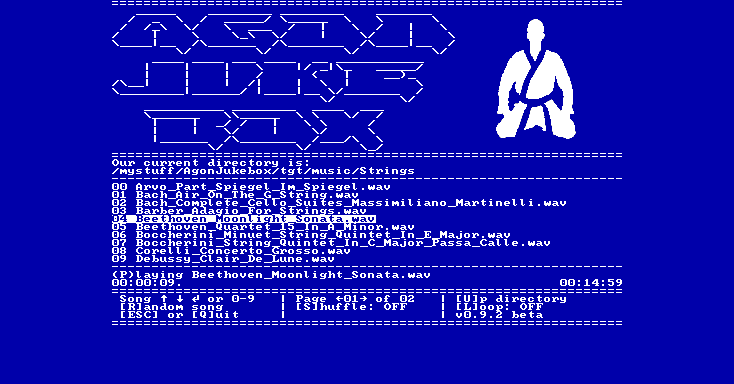 AGON
JUKE
BOX
Our current directory is:
/mystuff/AgonJukebox/tgt/music/Strings
00 Arvo_Part_Spiegel_Im_Spiegel.wav
01 Bach_Air_On_The_G_String.wav
02 Bach_Complete_Cello_Suites_Massimiliano_Martinelli.wav
03 Barber_Adagio_For_Strings.wav
04 Beethoven_Moonlight_Sonata.wav
05 Beethoven_Quartet_15_In_A_Minor.wav
06 Boccherini_Minuet_String_Quintet_In_E_Major.wav
07 Boccherini_String_Quintet_In_C_Major_Passa_Calle.wav
08 Corelli_Concerto_Grosso.wav
09 Debussy_Clair_De_Lune.wav
(P)laying Beethoven_Moonlight_Sonata.wav
00:00:09. 00:14:59
Song ↑ ↓ ↲ or 0-9 | Page ←01→ of 02 | [U]p directory
[R]andom song | [S]huffle: OFF | [L]oop: OFF
[ESC] or [Q]uit | | v0.9.2 beta